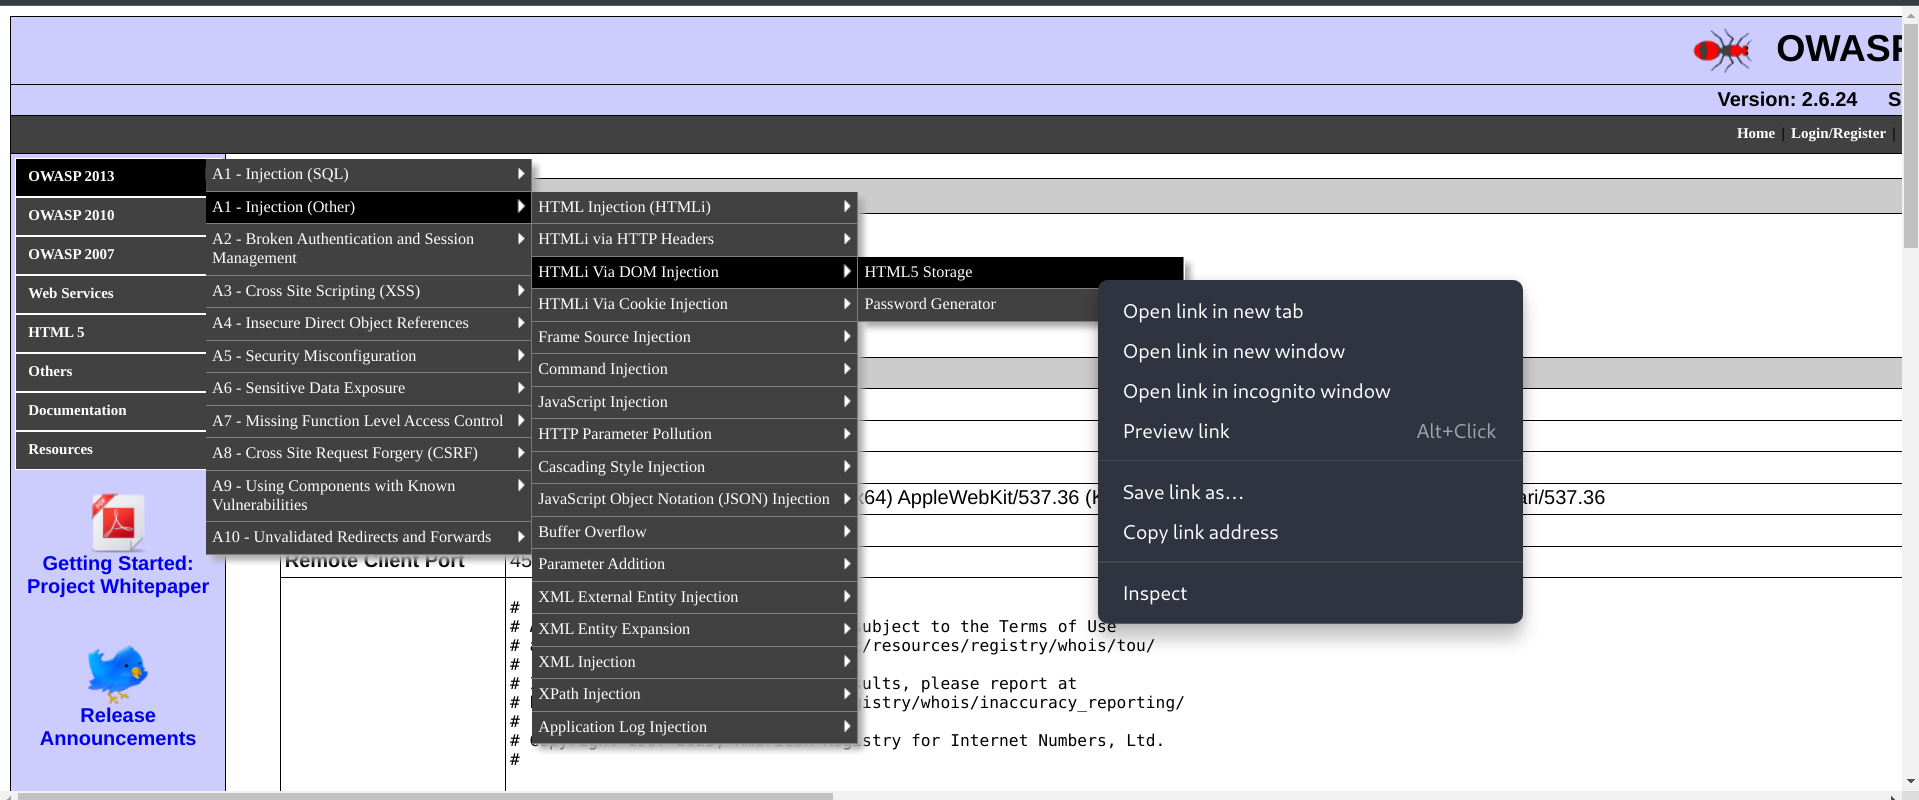 OWASP
Version: 2.6.24 S
Home | Login/Register |
OWASP 2013
OWASP 2010
OWASP 2007
Web Services
HTML 5
Others
Documentation
Resources
Getting Started:
Project Whitepaper
Release
Announcements
A1 - Injection (SQL)
A1 - Injection (Other)
A2 - Broken Authentication and Session
Management
A3 - Cross Site Scripting (XSS)
A4 - Insecure Direct Object References
A5 - Security Misconfiguration
A6 - Sensitive Data Exposure
A7 - Missing Function Level Access Control
A8 - Cross Site Request Forgery (CSRF)
A9 - Using Components with Known
Vulnerabilities
A10 - Unvalidated Redirects and Forwards
HTML Injection (HTMLi)
HTMLi via HTTP Headers
HTMLi Via DOM Injection
HTMLi Via Cookie Injection
Frame Source Injection
Command Injection
JavaScript Injection
HTTP Parameter Pollution
Cascading Style Injection
JavaScript Object Notation (JSON) Injection
Buffer Overflow
Parameter Addition
XML External Entity Injection
XML Entity Expansion
XML Injection
XPath Injection
Application Log Injection
HTML5 Storage
Password Generator
Open link in new tab
Open link in new window
Open link in incognito window
Preview link Alt+Click
Save link as…
Copy link address
Inspect
64) AppleWebKit/537.36 (
ari/537.36
Remote Client Port 45
#
# subject to the Terms of Use
# /resources/registry/whois/tou/
#
# ults, please report at
# istry/whois/inaccuracy_reporting/
#
# stry for Internet Numbers, Ltd.
#